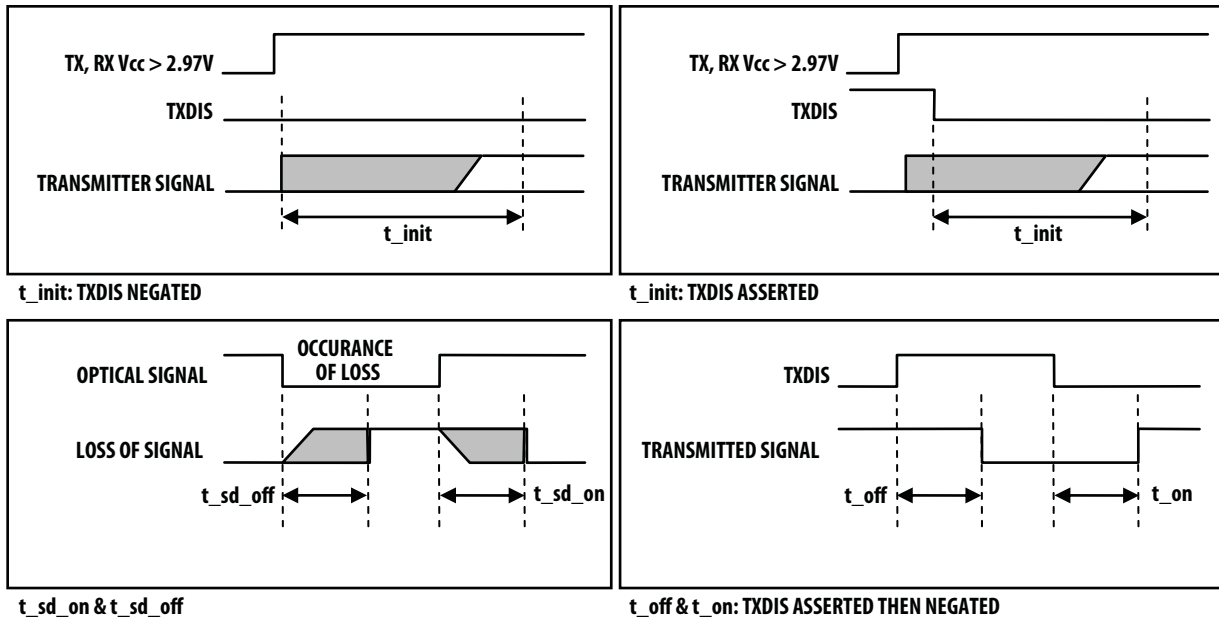 TX, RX Vcc > 2.97V
TXDIS
TRANSMITTER SIGNAL
t_init
t_init: TXDIS NEGATED
TX, RX Vcc > 2.97V
TXDIS
TRANSMITTER SIGNAL
t_init
t_init: TXDIS ASSERTED
OPTICAL SIGNAL
OCCURANCE
OF LOSS
LOSS OF SIGNAL
t_sd_off
t_sd_on
t_sd_on & t_sd_off
TXDIS
TRANSMITTED SIGNAL
t_off
t_on
t_off & t_on: TXDIS ASSERTED THEN NEGATED